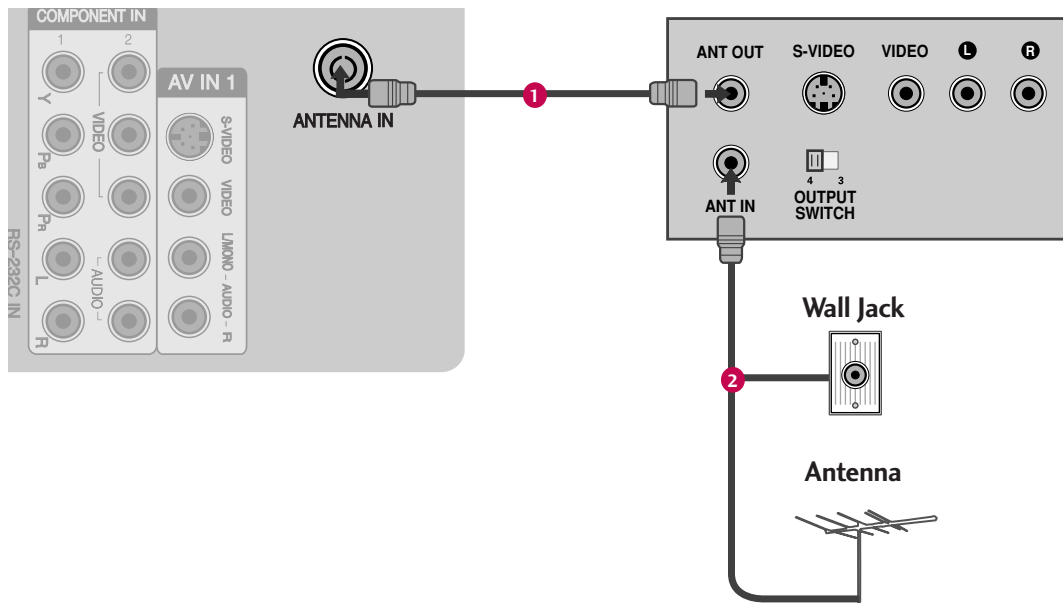 COMPONENT IN
1
2
Y
PB
PR
L
R
VIDEO
AUDIO
RS-232C IN
AV IN 1
S-VIDEO
VIDEO
L/MONO - AUDIO - R
ANTENNA IN
1
ANT OUT
S-VIDEO
VIDEO
L
R
ANT IN
4
3
OUTPUT
SWITCH
Wall Jack
2
Antenna